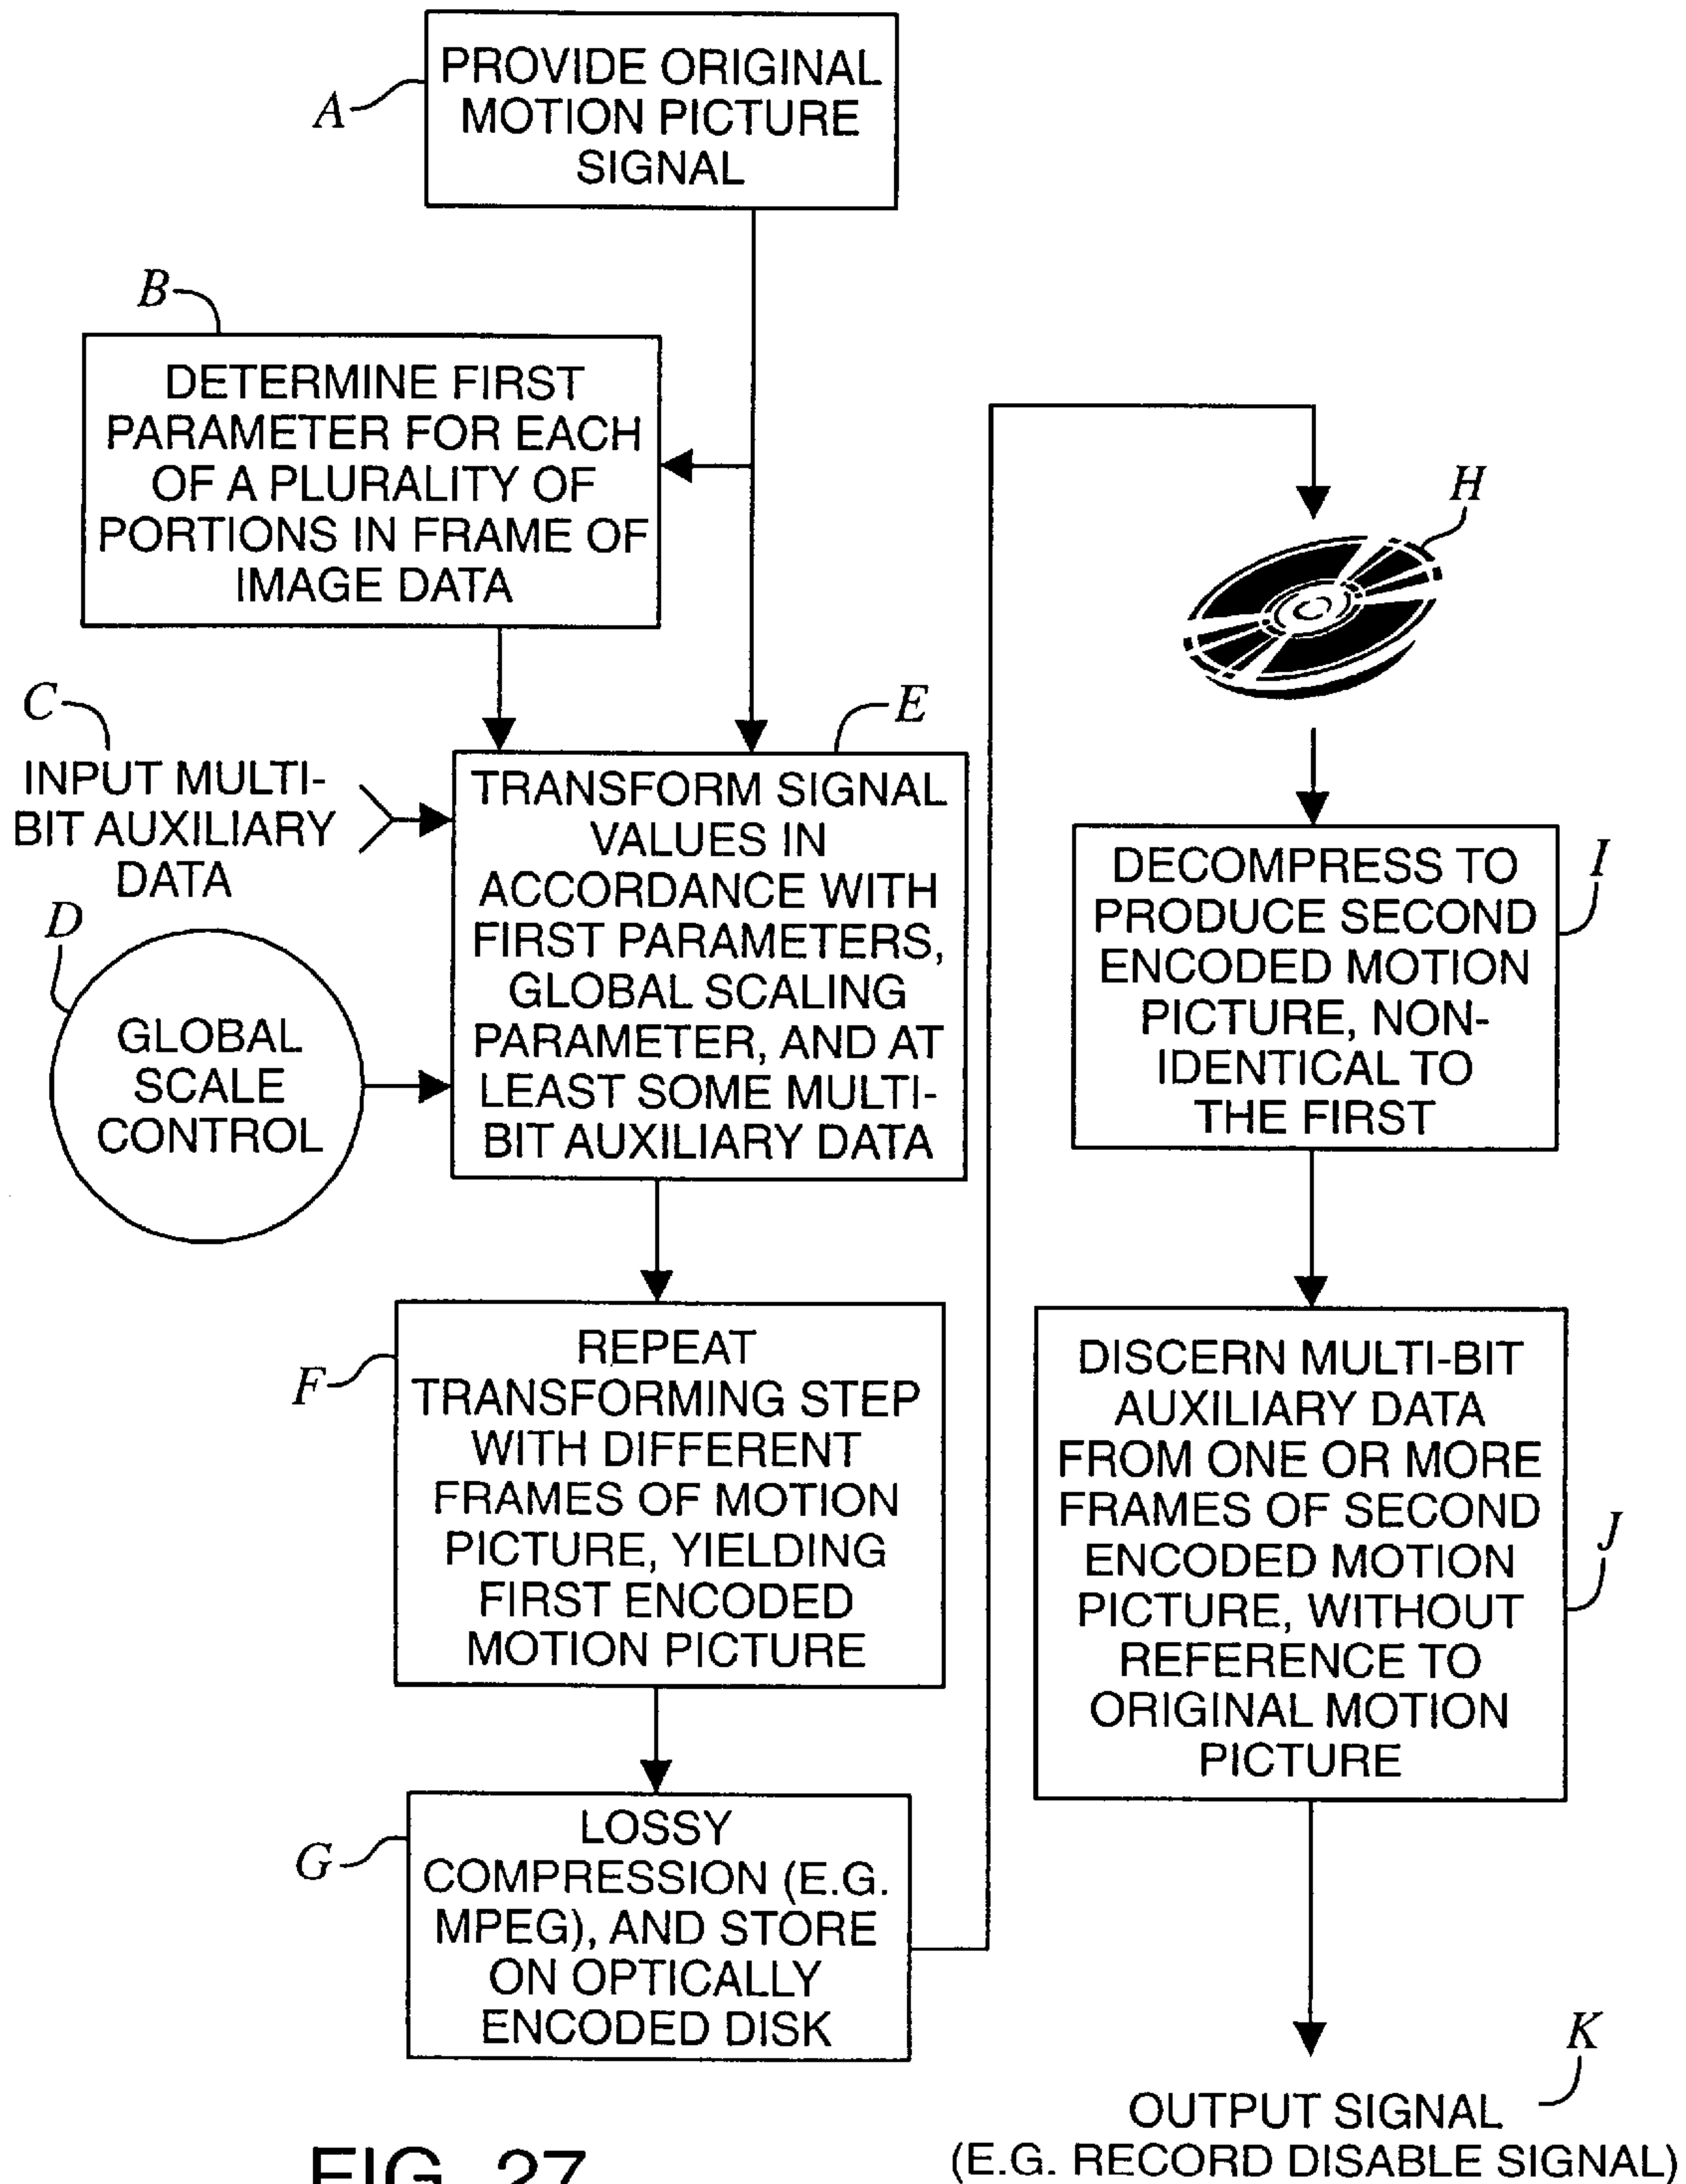 A
PROVIDE ORIGINAL
MOTION PICTURE
SIGNAL
B
DETERMINE FIRST
PARAMETER FOR EACH
OF A PLURALITY OF
PORTIONS IN FRAME OF
IMAGE DATA
C
INPUT MULTI-
BIT AUXILIARY
DATA
D
GLOBAL
SCALE
CONTROL
E
TRANSFORM SIGNAL
VALUES IN
ACCORDANCE WITH
FIRST PARAMETERS,
GLOBAL SCALING
PARAMETER, AND AT
LEAST SOME MULTI-
BIT AUXILIARY DATA
F
REPEAT
TRANSFORMING STEP
WITH DIFFERENT
FRAMES OF MOTION
PICTURE, YIELDING
FIRST ENCODED
MOTION PICTURE
G
LOSSY
COMPRESSION (E.G.
MPEG), AND STORE
ON OPTICALLY
ENCODED DISK
H
I
DECOMPRESS TO
PRODUCE SECOND
ENCODED MOTION
PICTURE, NON-
IDENTICAL TO
THE FIRST
J
DISCERN MULTI-BIT
AUXILIARY DATA
FROM ONE OR MORE
FRAMES OF SECOND
ENCODED MOTION
PICTURE, WITHOUT
REFERENCE TO
ORIGINAL MOTION
PICTURE
K
OUTPUT SIGNAL
(E.G. RECORD DISABLE SIGNAL)
FIG. 27